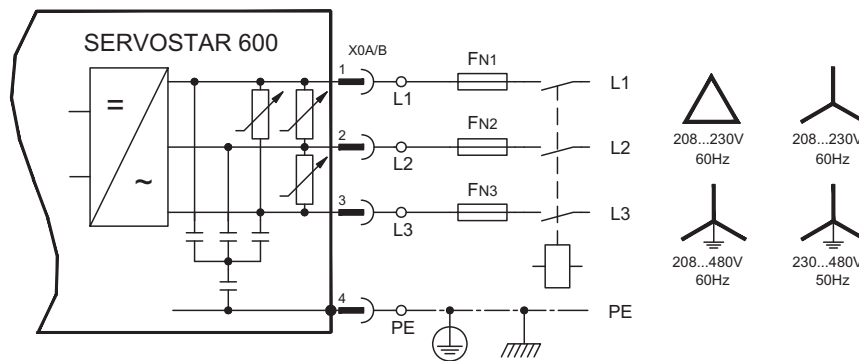 SERVOSTAR 600
X0A/B
1
L1
FN1
L1
2
L2
FN2
L2
3
L3
FN3
L3
4
PE
PE
=
~
208...230V
60Hz
208...230V
60Hz
208...480V
60Hz
230...480V
50Hz